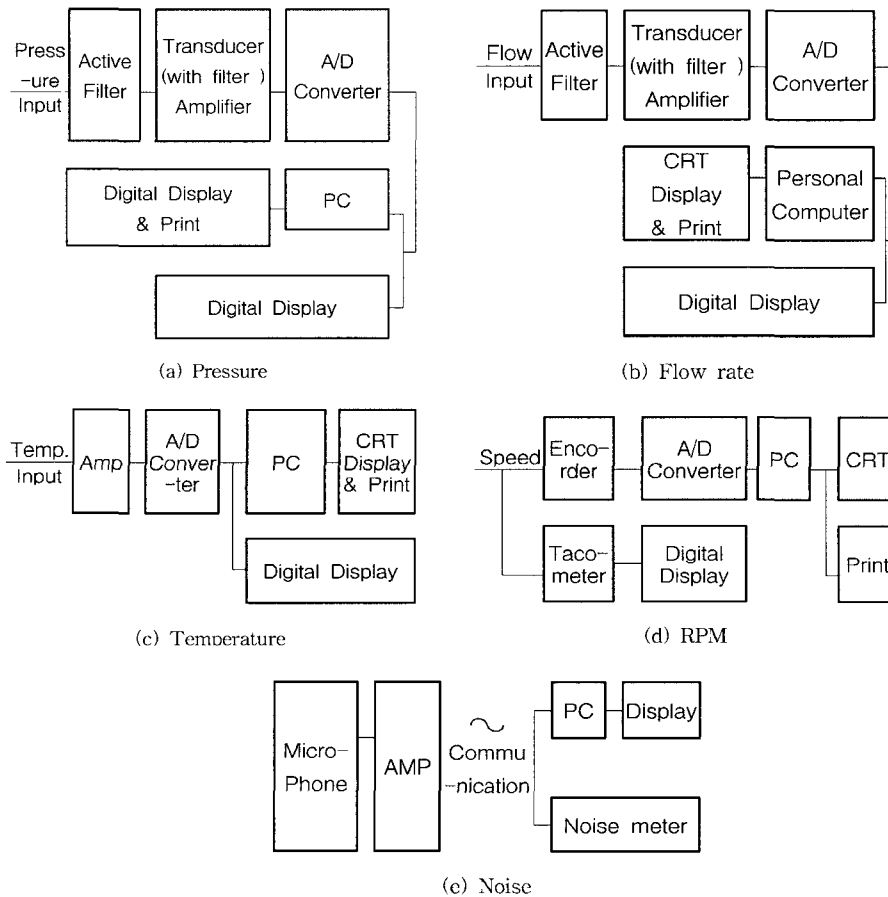 Press
-ure
Input
Active
Filter
Transducer
(with filter )
Amplifier
A/D
Converter
Digital Display
& Print
PC
Digital Display
(a) Pressure
Flow
Input
Active
Filter
Transducer
(with filter )
Amplifier
A/D
Converter
CRT
Display
& Print
Personal
Computer
Digital Display
(b) Flow rate
Temp.
Input
Amp
A/D
Conver
-ter
PC
CRT
Display
& Print
Digital Display
(c) Temperature
Speed
Enco-
rder
A/D
Converter
PC
CRT
Taco-
meter
Digital
Display
Print
(d) RPM
Micro-
Phone
AMP
~
Commu
-nication
PC
Display
Noise meter
(e) Noise